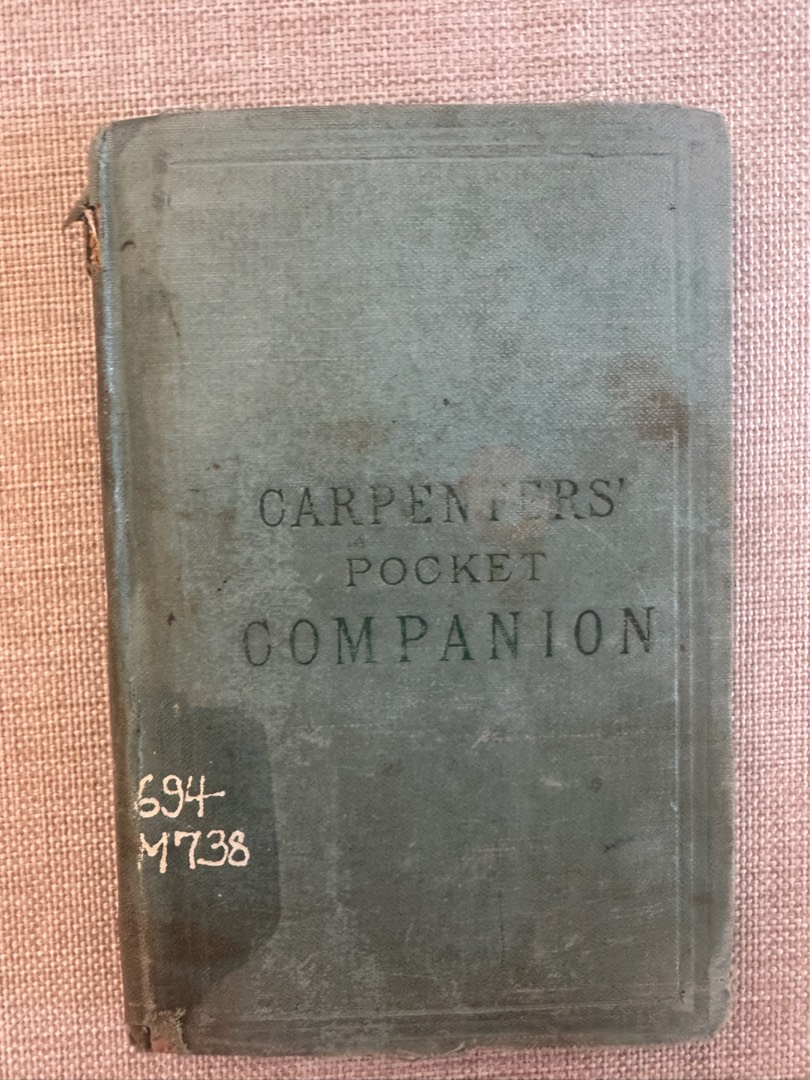 CARPENTERS'
POCKET
COMPANION
694
M738